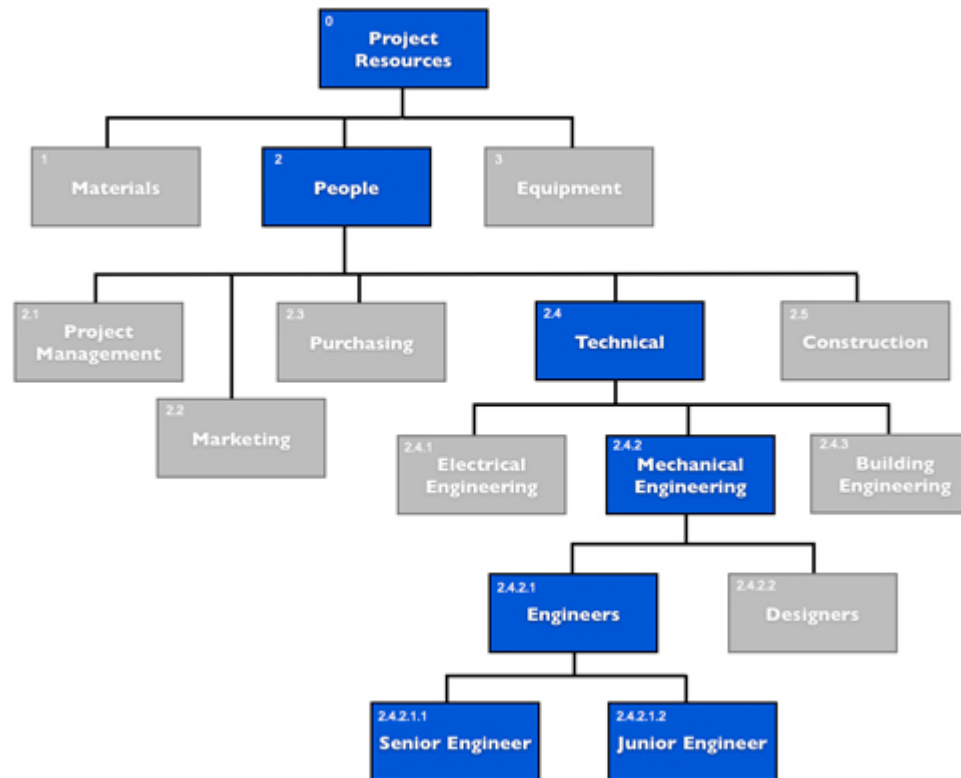 0
Project
Resources
1
Materials
2
People
3
Equipment
2.1
Project
Management
2.2
Marketing
2.3
Purchasing
2.4
Technical
2.5
Construction
2.4.1
Electrical
Engineering
2.4.2
Mechanical
Engineering
2.4.3
Building
Engineering
2.4.2.1
Engineers
2.4.2.2
Designers
2.4.2.1.1
Senior Engineer
2.4.2.1.2
Junior Engineer